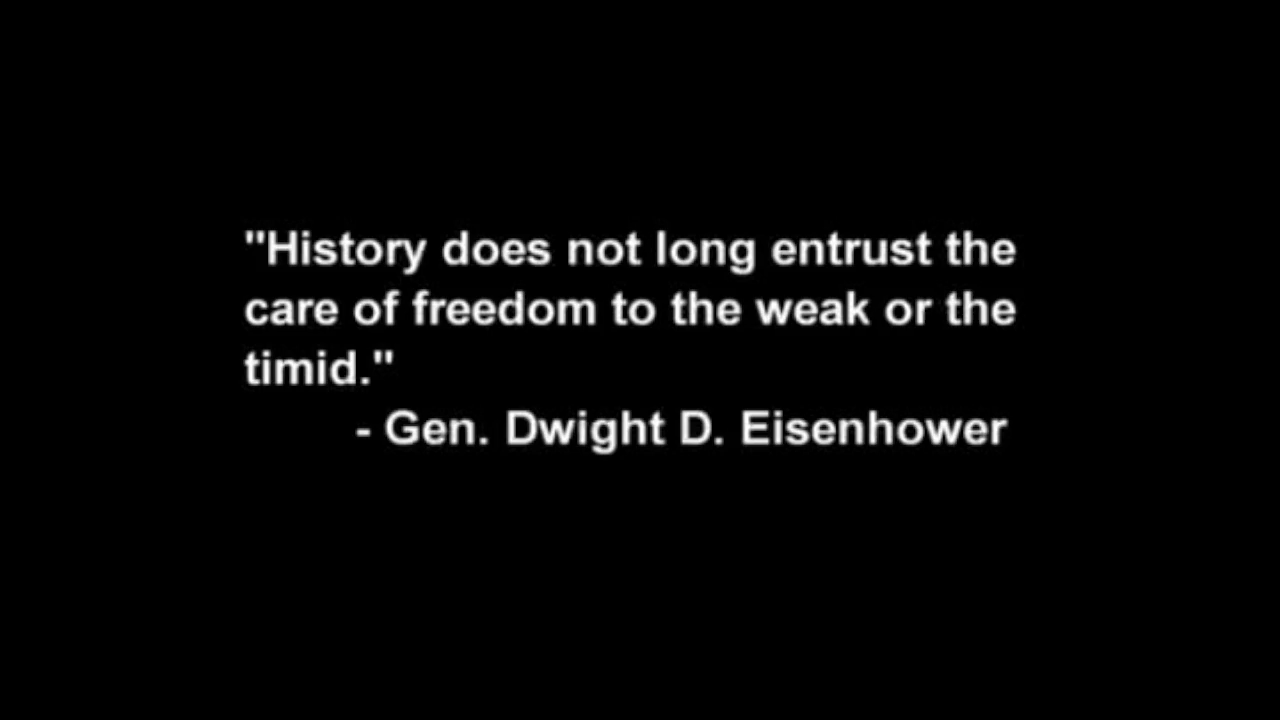 "History does not long entrust the
care of freedom to the weak or the
timid."
- Gen. Dwight D. Eisenhower